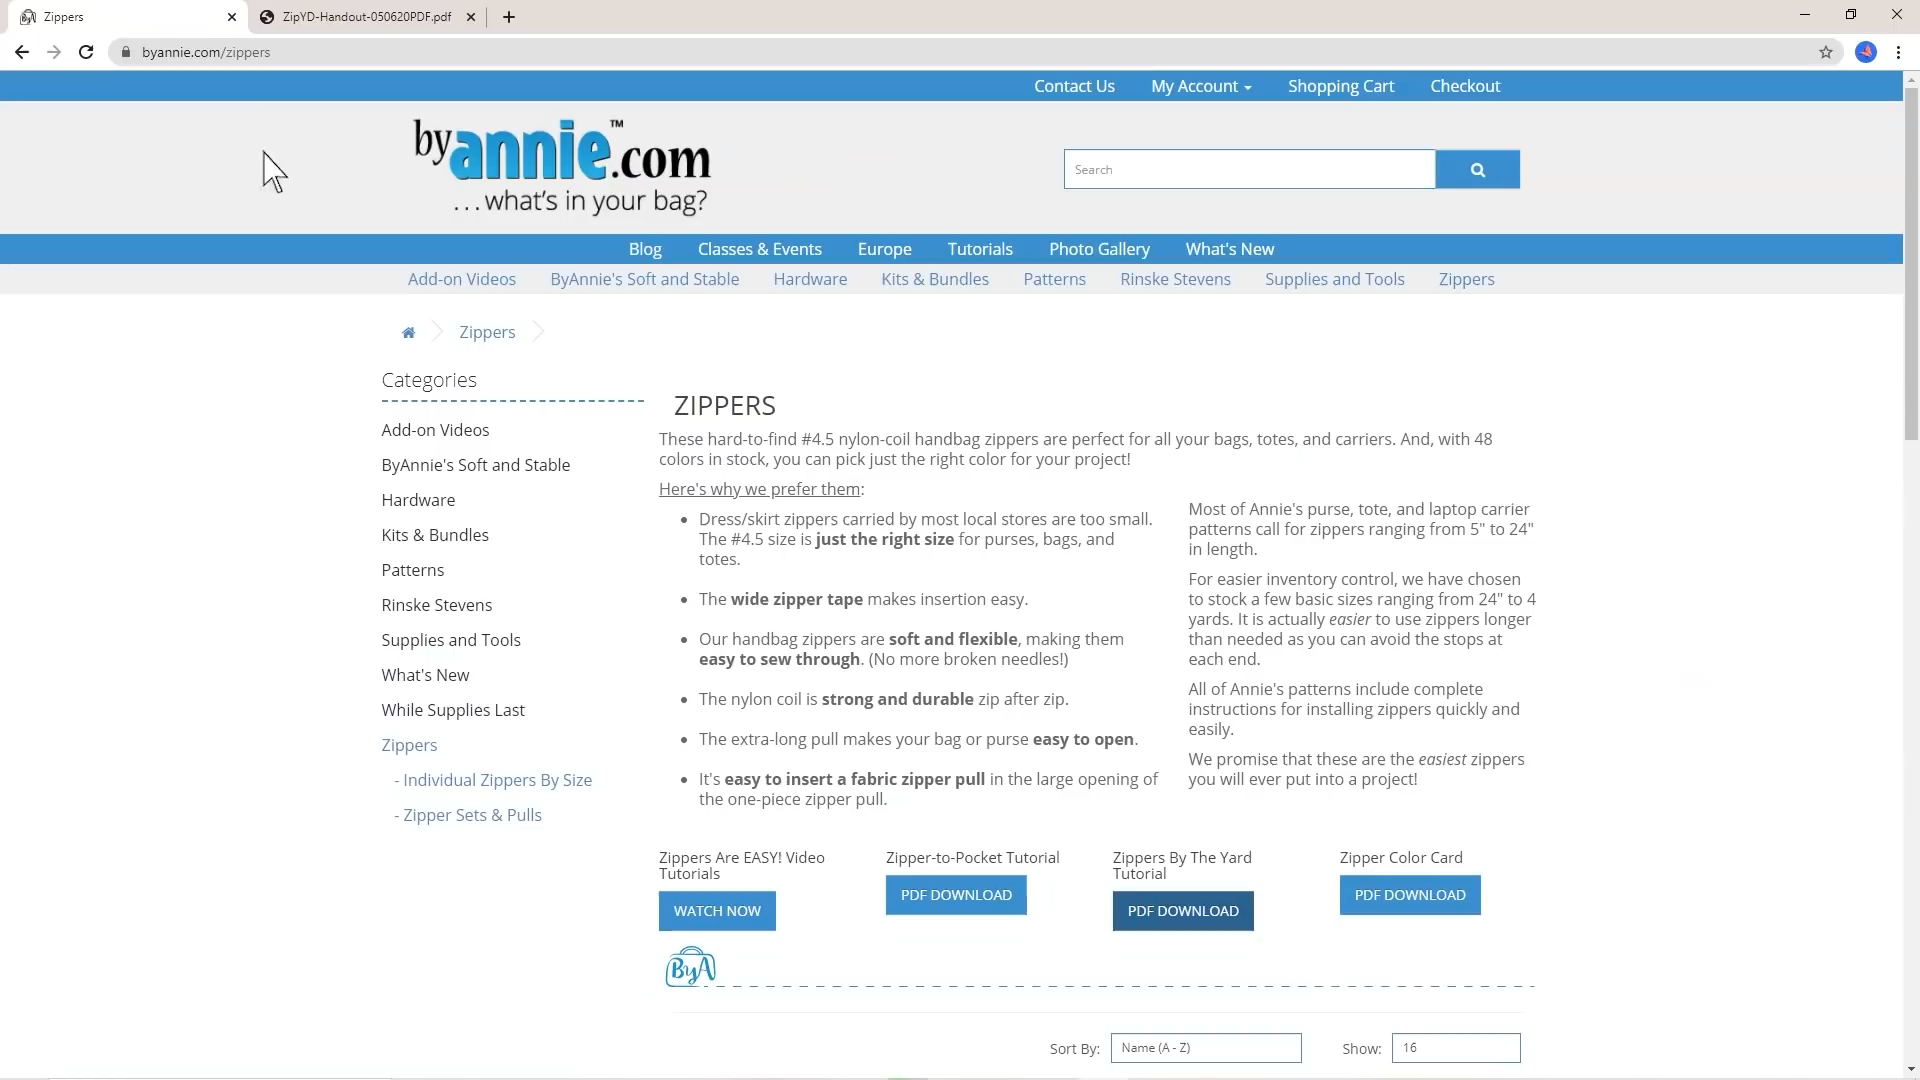 Zippers
ZipYD-Handout-050620PDF.pdf
byannie.com/zippers
Contact Us My Account Shopping Cart Checkout
byannie.com™
...what's in your bag?
Search
Blog Classes & Events Europe Tutorials Photo Gallery What's New
Add-on Videos ByAnnie's Soft and Stable Hardware Kits & Bundles Patterns Rinske Stevens Supplies and Tools Zippers
Zippers
Categories
Add-on Videos
ByAnnie's Soft and Stable
Hardware
Kits & Bundles
Patterns
Rinske Stevens
Supplies and Tools
What's New
While Supplies Last
Zippers
- Individual Zippers By Size
- Zipper Sets & Pulls
ZIPPERS
These hard-to-find #4.5 nylon-coil handbag zippers are perfect for all your bags, totes, and carriers. And, with 48
colors in stock, you can pick just the right color for your project!
Here's why we prefer them:
Dress/skirt zippers carried by most local stores are too small.
The #4.5 size is just the right size for purses, bags, and
totes.
The wide zipper tape makes insertion easy.
Our handbag zippers are soft and flexible, making them
easy to sew through. (No more broken needles!)
The nylon coil is strong and durable zip after zip.
The extra-long pull makes your bag or purse easy to open.
It's easy to insert a fabric zipper pull in the large opening of
the one-piece zipper pull.
Most of Annie's purse, tote, and laptop carrier
patterns call for zippers ranging from 5" to 24"
in length.
For easier inventory control, we have chosen
to stock a few basic sizes ranging from 24" to 4
yards. It is actually easier to use zippers longer
than needed as you can avoid the stops at
each end.
All of Annie's patterns include complete
instructions for installing zippers quickly and
easily.
We promise that these are the easiest zippers
you will ever put into a project!
Zippers Are EASY! Video
Tutorials
WATCH NOW
Zipper-to-Pocket Tutorial
PDF DOWNLOAD
Zippers By The Yard
Tutorial
PDF DOWNLOAD
Zipper Color Card
PDF DOWNLOAD
ByA
Sort By: Name (A - Z) Show: 16